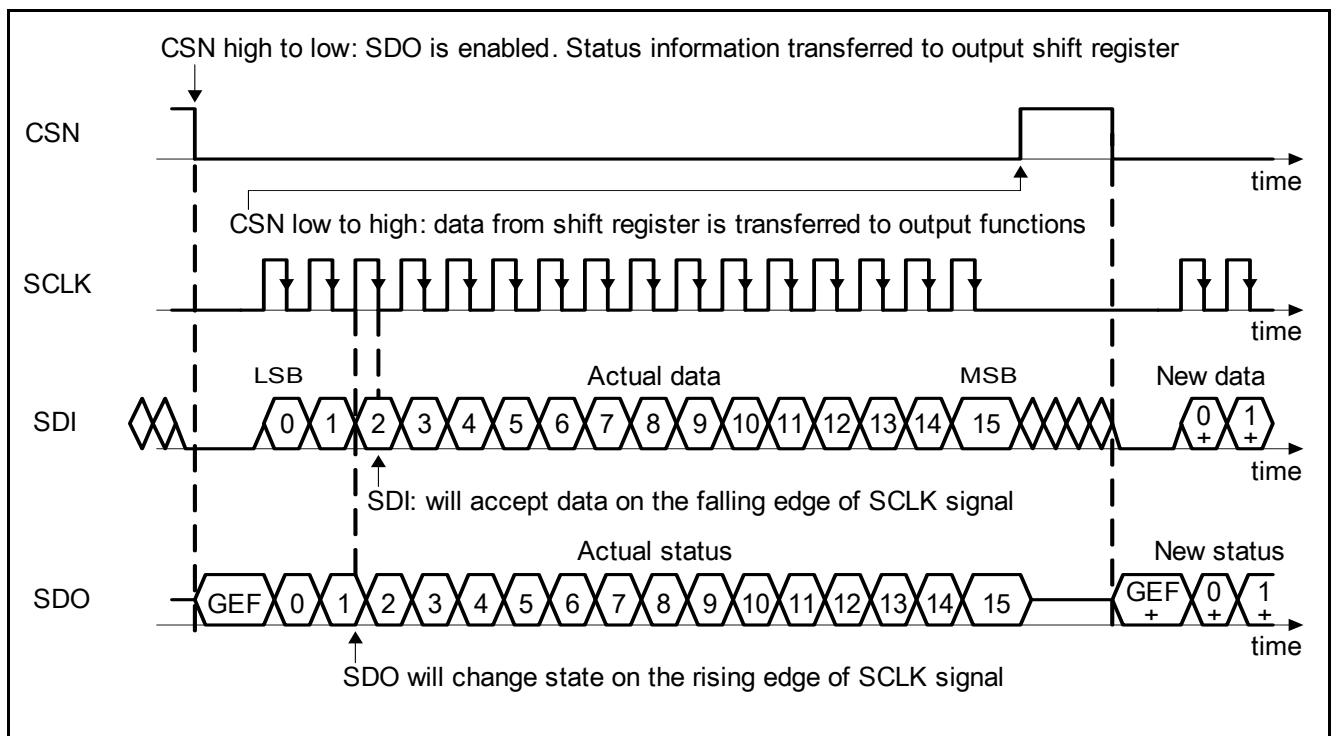 CSN high to low: SDO is enabled. Status information transferred to output shift register
CSN
time
CSN low to high: data from shift register is transferred to output functions
SCLK
time
LSB Actual data MSB New data
SDI 0 1 2 3 4 5 6 7 8 9 10 11 12 13 14 15 0+ 1+
time
SDI: will accept data on the falling edge of SCLK signal
Actual status New status
SDO GEF 0 1 2 3 4 5 6 7 8 9 10 11 12 13 14 15 GEF+ 0+ 1+
time
SDO will change state on the rising edge of SCLK signal